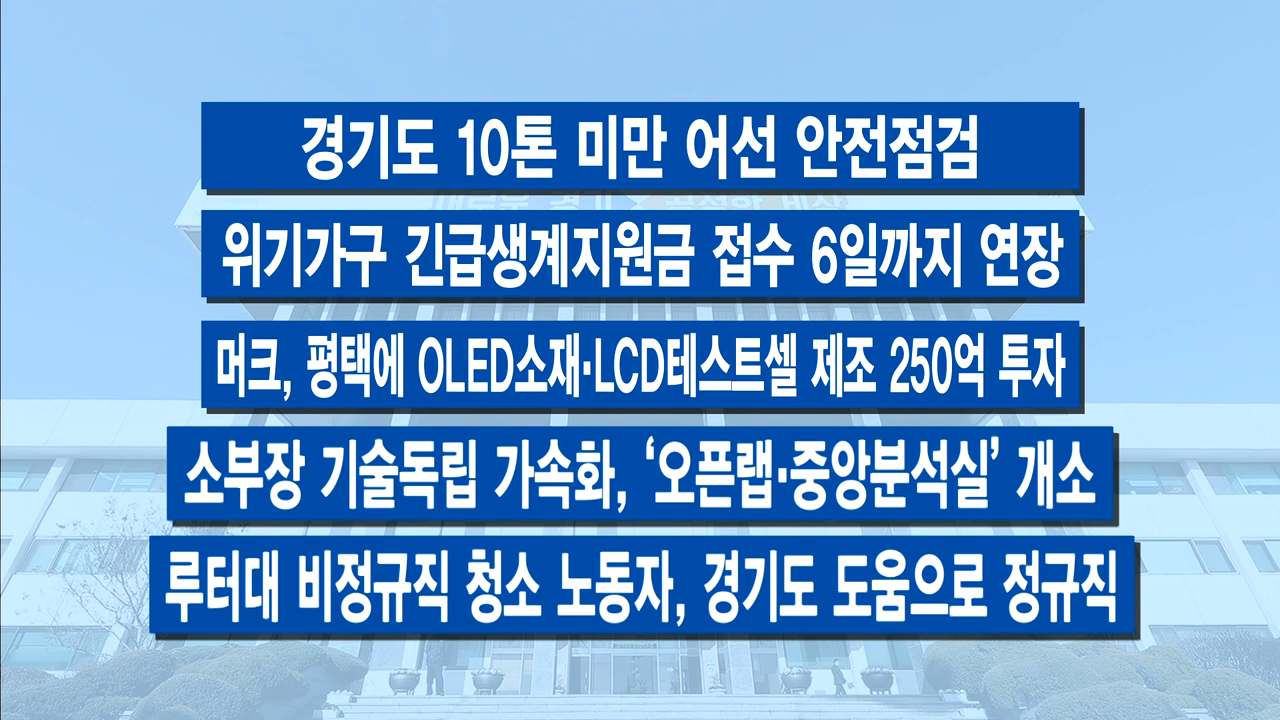 경기도 10톤 미만 어선 안전점검
위기가구 긴급생계지원금 접수 6일까지 연장
머크, 평택에 OLED소재·LCD테스트셀 제조 250억 투자
소부장 기술독립 가속화, ‘오픈랩·중앙분석실’ 개소
루터대 비정규직 청소 노동자, 경기도 도움으로 정규직